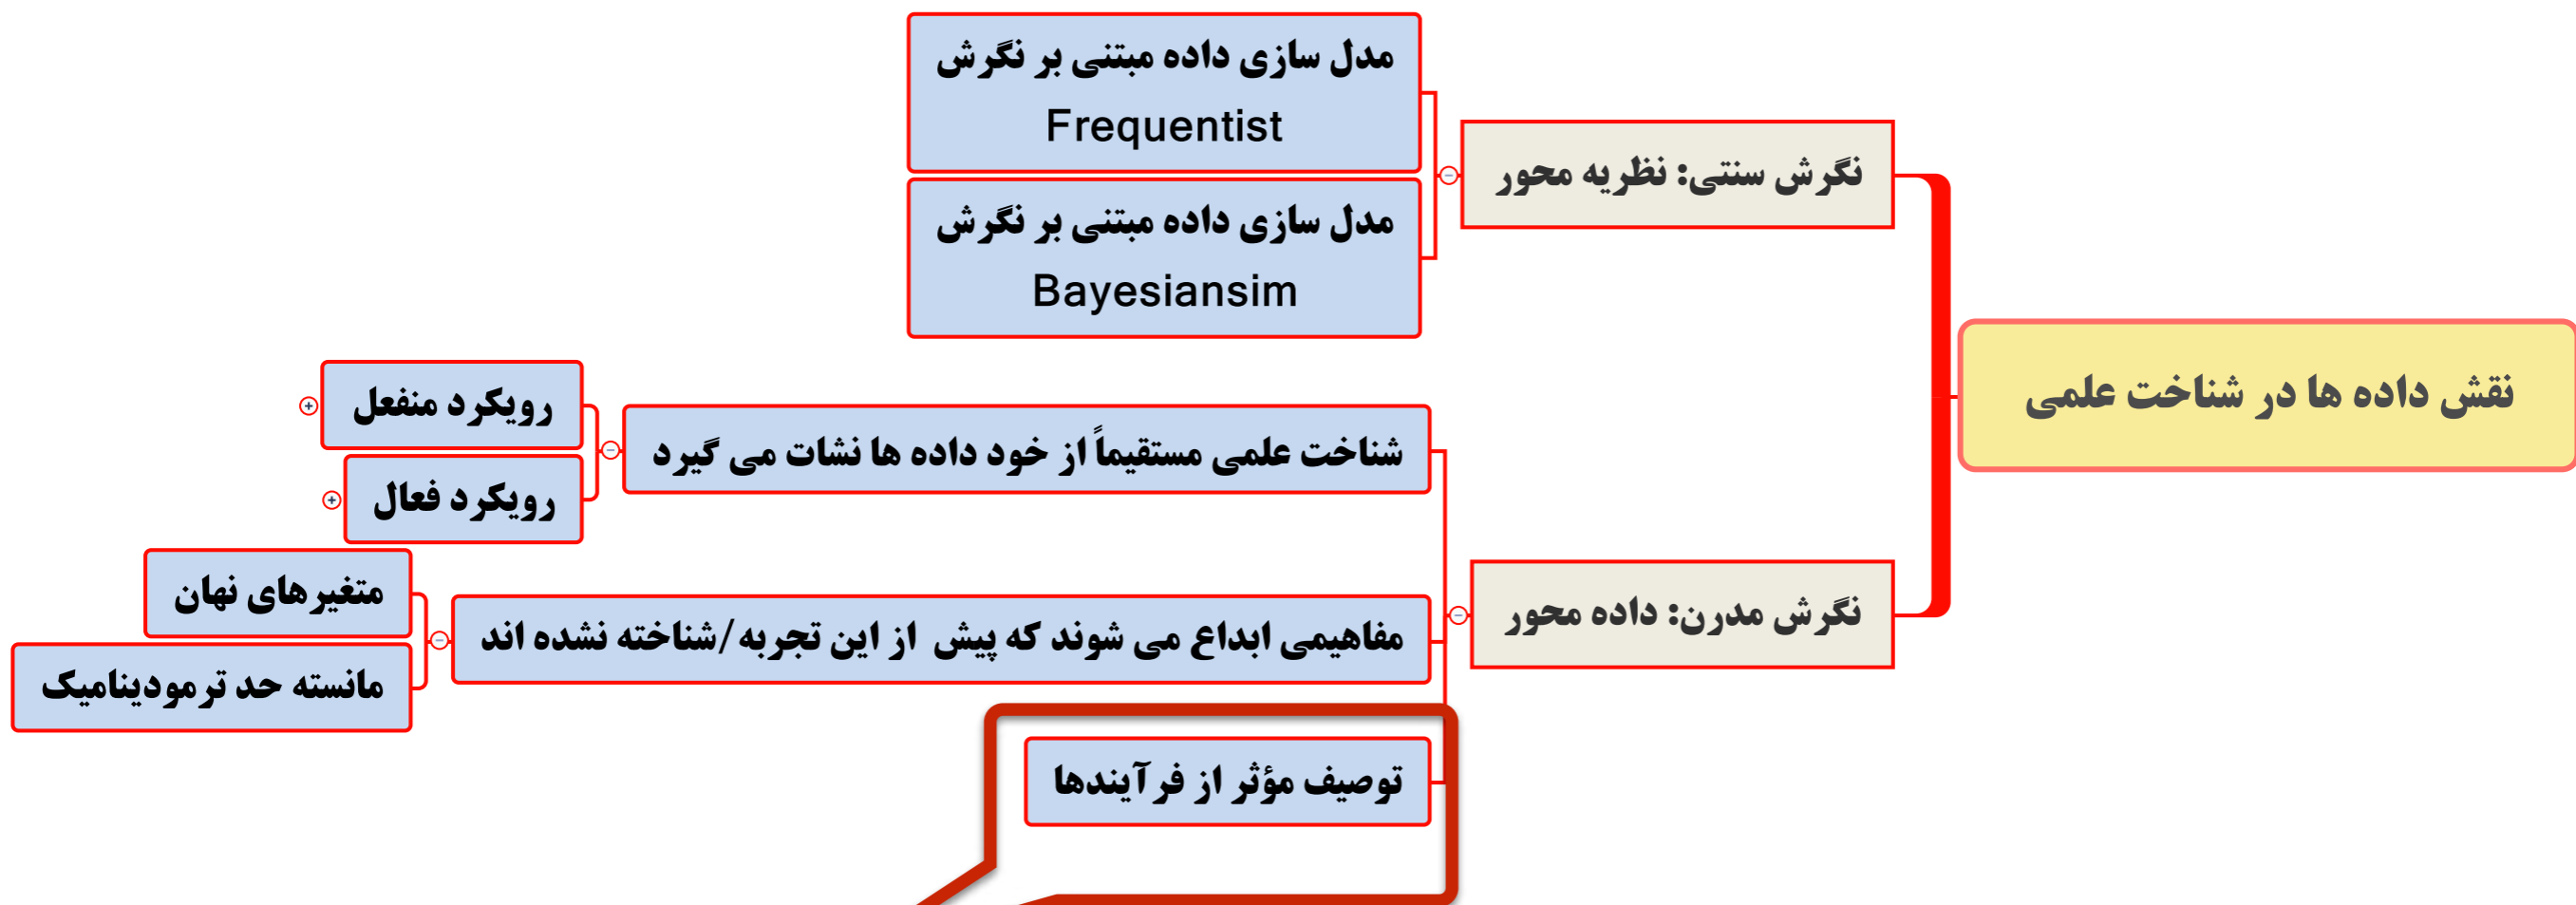 نقش داده ها در شناخت علمی
نگرش سنتی: نظریه محور
مدل سازی داده مبتنی بر نگرش
Frequentist
مدل سازی داده مبتنی بر نگرش
Bayesiansim
نگرش مدرن: داده محور
شناخت علمی مستقیماً از خود داده ها نشات می گیرد
رویکرد منفعل
رویکرد فعال
مفاهیمی ابداع می شوند که پیش از این تجربه/شناخته نشده اند
متغیرهای نهان
مانسته حد ترمودینامیک
توصیف مؤثر از فرآیندها